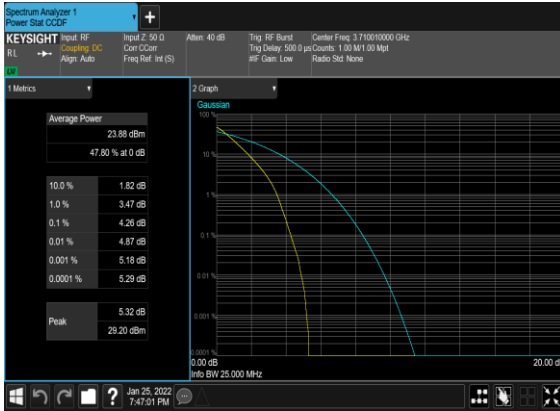 Spectrum Analyzer 1
Power Stat CCDF
+
KEYSIGHT
Input: RF
Input Z: 50 Ω
Atten: 40 dB
Trig: RF Burst
Center Freq: 3.710010000 GHz
RL
Coupling: DC
Corr CCorr
Trig Delay: 500.0 µs
Counts: 1.00 M/1.00 Mpt
Align: Auto
Freq Ref: Int (S)
#IF Gain: Low
Radio Std: None
1 Metrics
2 Graph
Gaussian
Average Power
23.88 dBm
47.80 % at 0 dB
10.0 % 1.82 dB
1.0 % 3.47 dB
0.1 % 4.26 dB
0.01 % 4.87 dB
0.001 % 5.18 dB
0.0001 % 5.29 dB
Peak
5.32 dB
29.20 dBm
100 %
10 %
1 %
0.1 %
0.01 %
0.001 %
0.0001 %
0.00 dB
20.00 d
Info BW 25.000 MHz
?
Jan 25, 2022
7:47:01 PM